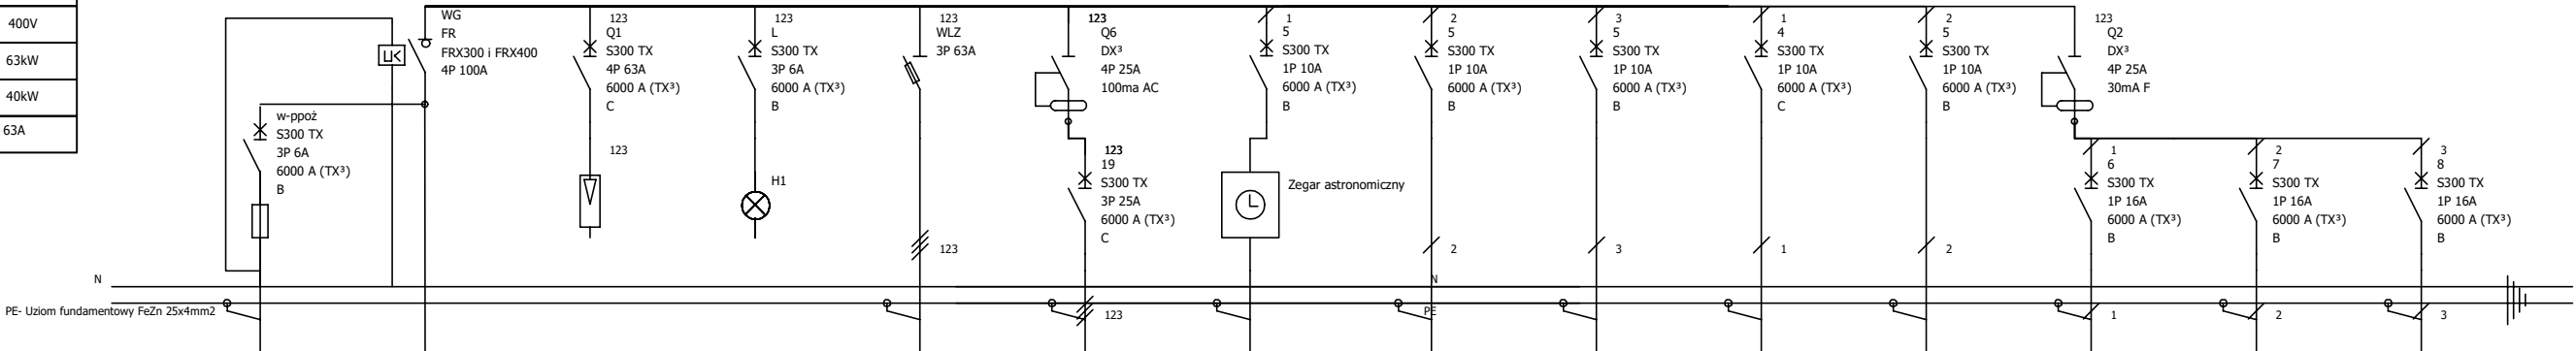 400V
63kW
40kW
63A
WG
FR
FRX300 i FRX400
4P 100A
w-ppoż
S300 TX
3P 6A
6000 A (TX³)
B
123
Q1
S300 TX
4P 63A
6000 A (TX³)
C
123
123
L
S300 TX
3P 6A
6000 A (TX³)
B
H1
123
WLZ
3P 63A
123
123
Q6
DX³
4P 25A
100ma AC
123
19
S300 TX
3P 25A
6000 A (TX³)
C
123
1
5
S300 TX
1P 10A
6000 A (TX³)
B
Zegar astronomiczny
2
5
S300 TX
1P 10A
6000 A (TX³)
B
2
3
5
S300 TX
1P 10A
6000 A (TX³)
B
3
1
4
S300 TX
1P 10A
6000 A (TX³)
C
1
2
5
S300 TX
1P 10A
6000 A (TX³)
B
2
123
Q2
DX³
4P 25A
30mA F
1
6
S300 TX
1P 16A
6000 A (TX³)
B
1
2
7
S300 TX
1P 16A
6000 A (TX³)
B
2
3
8
S300 TX
1P 16A
6000 A (TX³)
B
3
N
N
PE- Uziom fundamentowy FeZn 25x4mm2
PE